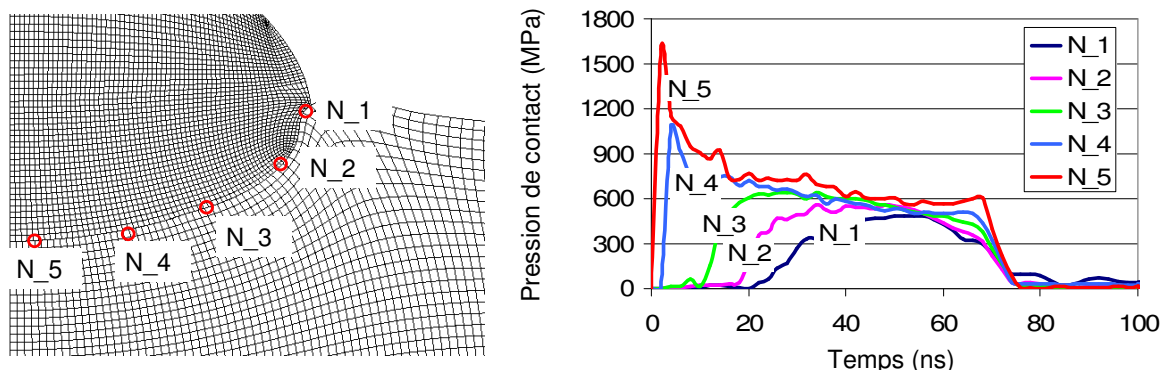 N_1
N_2
N_3
N_4
N_5
Pression de contact (MPa)
1800
1500
1200
900
600
300
0
N_5
N_4
N_3
N_2
N_1
N_1
N_2
N_3
N_4
N_5
0 20 40 60 80 100
Temps (ns)